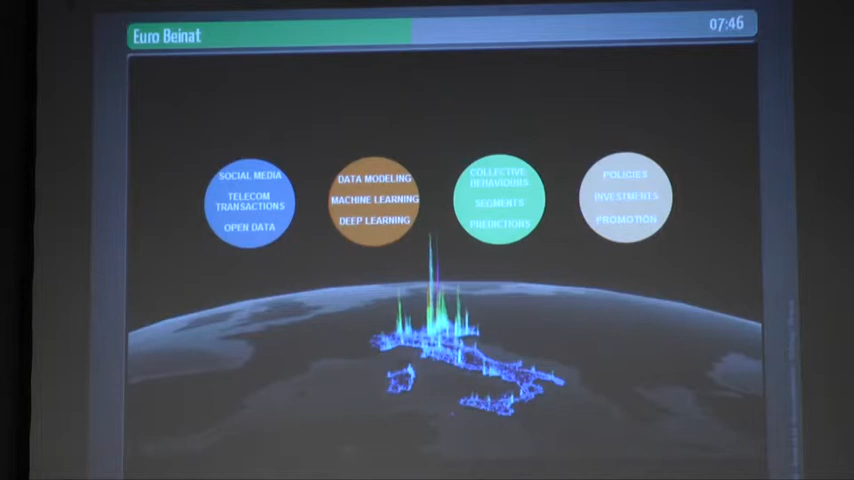 Euro Beinat
07:46
SOCIAL MEDIA
TELECOM
TRANSACTIONS
OPEN DATA
DATA MODELING
MACHINE LEARNING
DEEP LEARNING
COLLECTIVE
BEHAVIOURS
SEGMENTS
PREDICTIONS
POLICIES
INVESTMENTS
PROMOTION